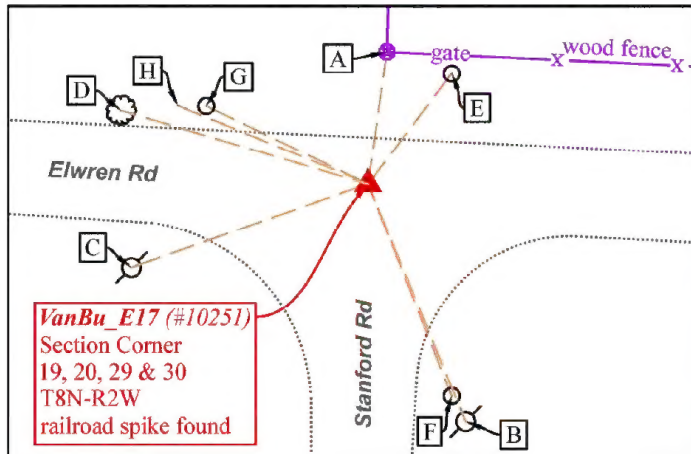 A
gate
x
wood fence
x
H
G
D
E
Elwren Rd
C
VanBu_E17 (#10251)
Section Corner
19, 20, 29 & 30
T8N-R2W
railroad spike found
Stanford Rd
F
B